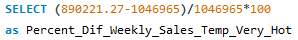 SELECT (890221.27-1046965)/1046965*100
as Percent_Dif_Weekly_Sales_Temp_Very_Hot